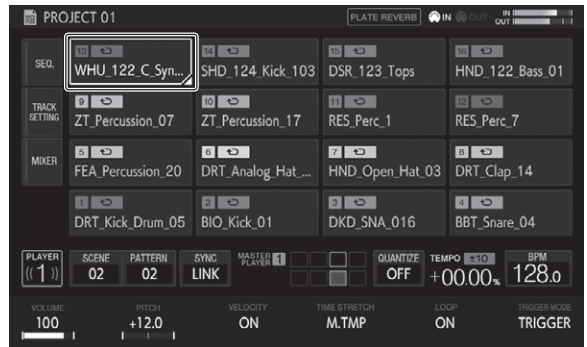 PROJECT 01 PLATE REVERB IN OUT IN OUT
SEQ.
13 WHU_122_C_Syn...
14 SHD_124_Kick_103
15 DSR_123_Tops
16 HND_122_Bass_01
TRACK SETTING
9 ZT_Percussion_07
10 ZT_Percussion_17
11 RES_Perc_1
12 RES_Perc_7
MIXER
5 FEA_Percussion_20
6 DRT_Analog_Hat_...
7 HND_Open_Hat_03
8 DRT_Clap_14
1 DRT_Kick_Drum_05
2 BIO_Kick_01
3 DKD_SNA_016
4 BBT_Snare_04
PLAYER 1
SCENE 02
PATTERN 02
SYNC LINK
MASTER PLAYER 1
QUANTIZE OFF
TEMPO ±10 +00.00%
BPM 128.0
VOLUME 100
PITCH +12.0
VELOCITY ON
TIME STRETCH M.TMP
LOOP ON
TRIGGER MODE TRIGGER